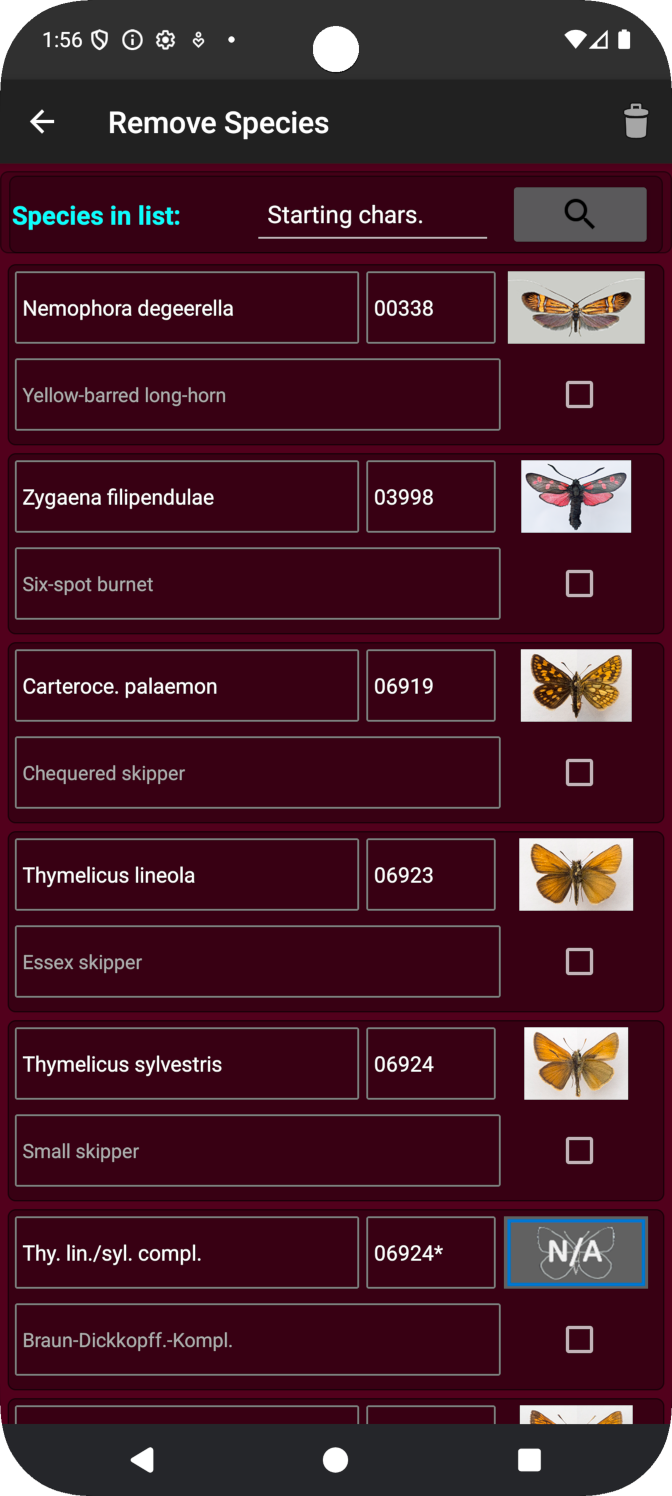 1:56
Remove Species
Species in list:
Starting chars.
Nemophora degeerella
00338
Yellow-barred long-horn
Zygaena filipendulae
03998
Six-spot burnet
Carteroce. palaemon
06919
Chequered skipper
Thymelicus lineola
06923
Essex skipper
Thymelicus sylvestris
06924
Small skipper
Thy. lin./syl. compl.
06924*
N/A
Braun-Dickkopff.-Kompl.